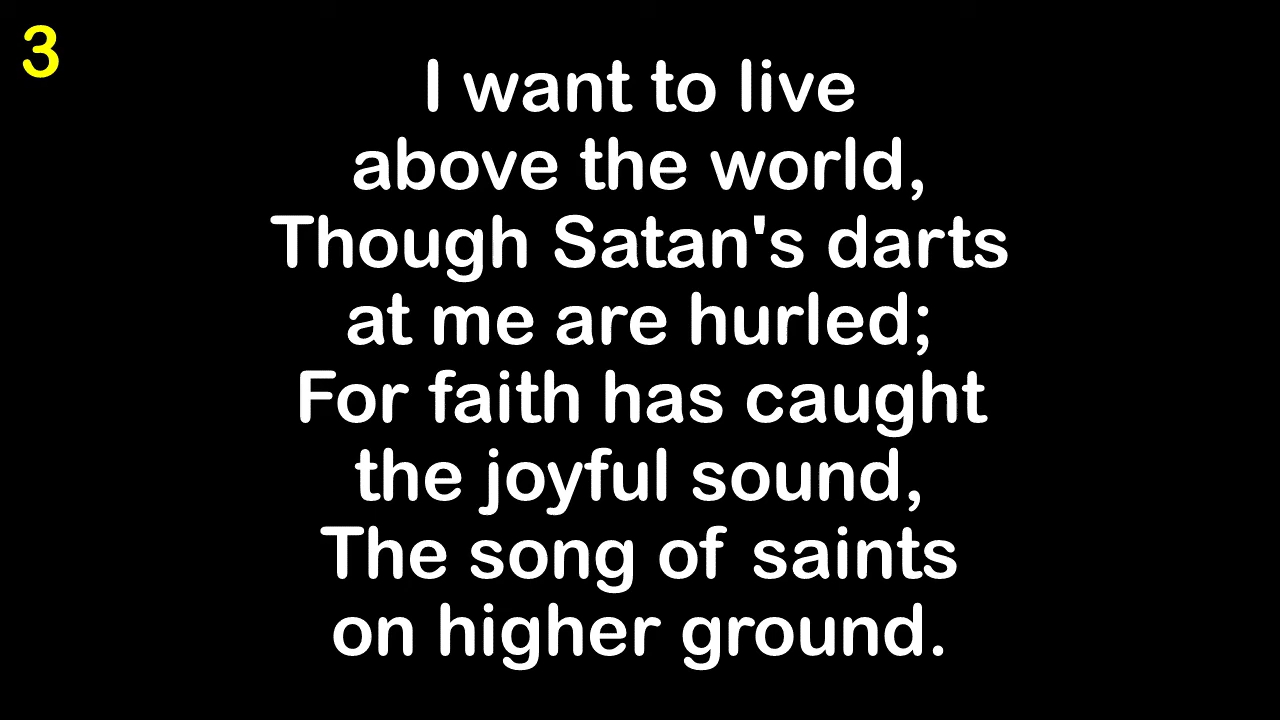 3
I want to live
above the world,
Though Satan's darts
at me are hurled;
For faith has caught
the joyful sound,
The song of saints
on higher ground.